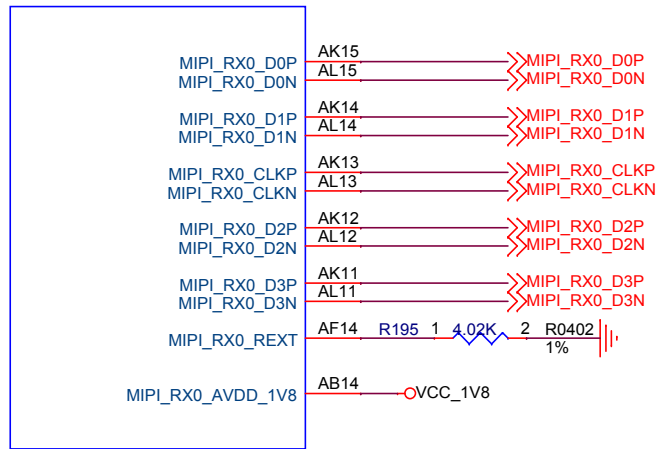 MIPI_RX0_D0P AK15 MIPI_RX0_D0P
MIPI_RX0_D0N AL15 MIPI_RX0_D0N
MIPI_RX0_D1P AK14 MIPI_RX0_D1P
MIPI_RX0_D1N AL14 MIPI_RX0_D1N
MIPI_RX0_CLKP AK13 MIPI_RX0_CLKP
MIPI_RX0_CLKN AL13 MIPI_RX0_CLKN
MIPI_RX0_D2P AK12 MIPI_RX0_D2P
MIPI_RX0_D2N AL12 MIPI_RX0_D2N
MIPI_RX0_D3P AK11 MIPI_RX0_D3P
MIPI_RX0_D3N AL11 MIPI_RX0_D3N
MIPI_RX0_REXT AF14 R195 1 4.02K 2 R0402
1%
MIPI_RX0_AVDD_1V8 AB14 VCC_1V8